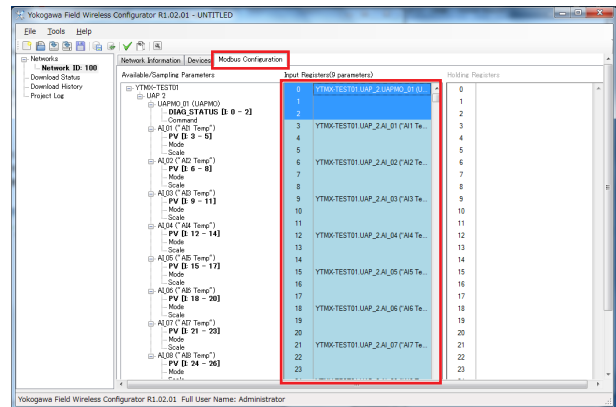 Yokogawa Field Wireless Configurator R1.02.01 - UNTITLED
File Tools Help
Networks
Network ID: 100
Download Status
Download History
Project Log
Network Information Devices Modbus Configuration
Available/Sampling Parameters
YTMX-TEST01
UAP 2
UAPMO_01 (UAPMO)
DIAG_STATUS [I: 0 - 2]
Command
AI_01 ("AI1 Temp")
PV [I: 3 - 5]
Mode
Scale
AI_02 ("AI2 Temp")
PV [I: 6 - 8]
Mode
Scale
AI_03 ("AI3 Temp")
PV [I: 9 - 11]
Mode
Scale
AI_04 ("AI4 Temp")
PV [I: 12 - 14]
Mode
Scale
AI_05 ("AI5 Temp")
PV [I: 15 - 17]
Mode
Scale
AI_06 ("AI6 Temp")
PV [I: 18 - 20]
Mode
Scale
AI_07 ("AI7 Temp")
PV [I: 21 - 23]
Mode
Scale
AI_08 ("AI8 Temp")
PV [I: 24 - 26]
Mode
Input Registers(9 parameters)
0 YTMX-TEST01.UAP_2.UAPMO_01 (U...
1
2
3 YTMX-TEST01.UAP_2.AI_01 ("AI1 Te...
4
5
6 YTMX-TEST01.UAP_2.AI_02 ("AI2 Te...
7
8
9 YTMX-TEST01.UAP_2.AI_03 ("AI3 Te...
10
11
12 YTMX-TEST01.UAP_2.AI_04 ("AI4 Te...
13
14
15 YTMX-TEST01.UAP_2.AI_05 ("AI5 Te...
16
17
18 YTMX-TEST01.UAP_2.AI_06 ("AI6 Te...
19
20
21 YTMX-TEST01.UAP_2.AI_07 ("AI7 Te...
22
23
Holding Registers
0
1
2
3
4
5
6
7
8
9
10
11
12
13
14
15
16
17
18
19
20
21
22
23
Yokogawa Field Wireless Configurator R1.02.01 Full User Name: Administrator